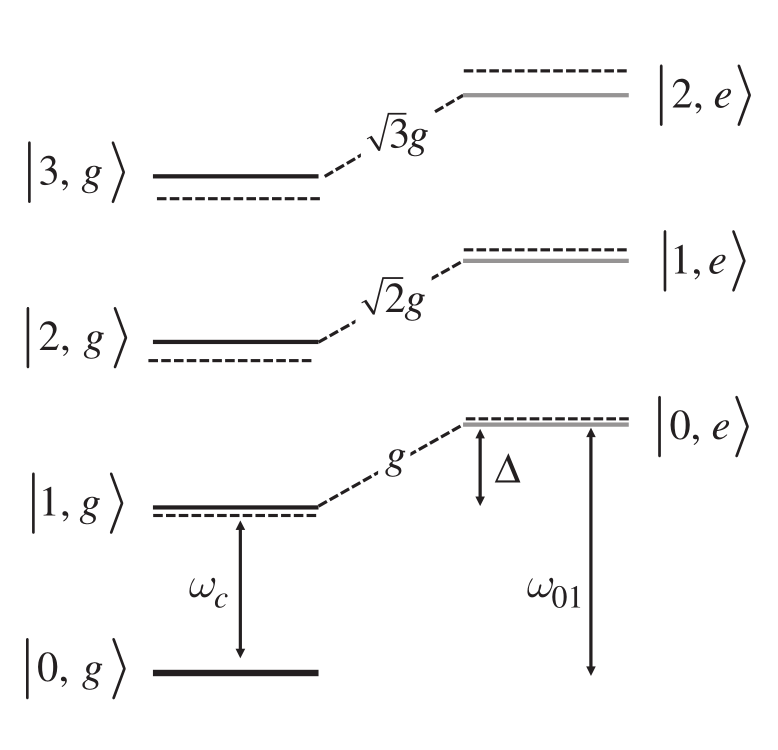 |2, e⟩
√3g
|3, g⟩
|1, e⟩
√2g
|2, g⟩
|0, e⟩
g
Δ
|1, g⟩
ω_c
ω_01
|0, g⟩